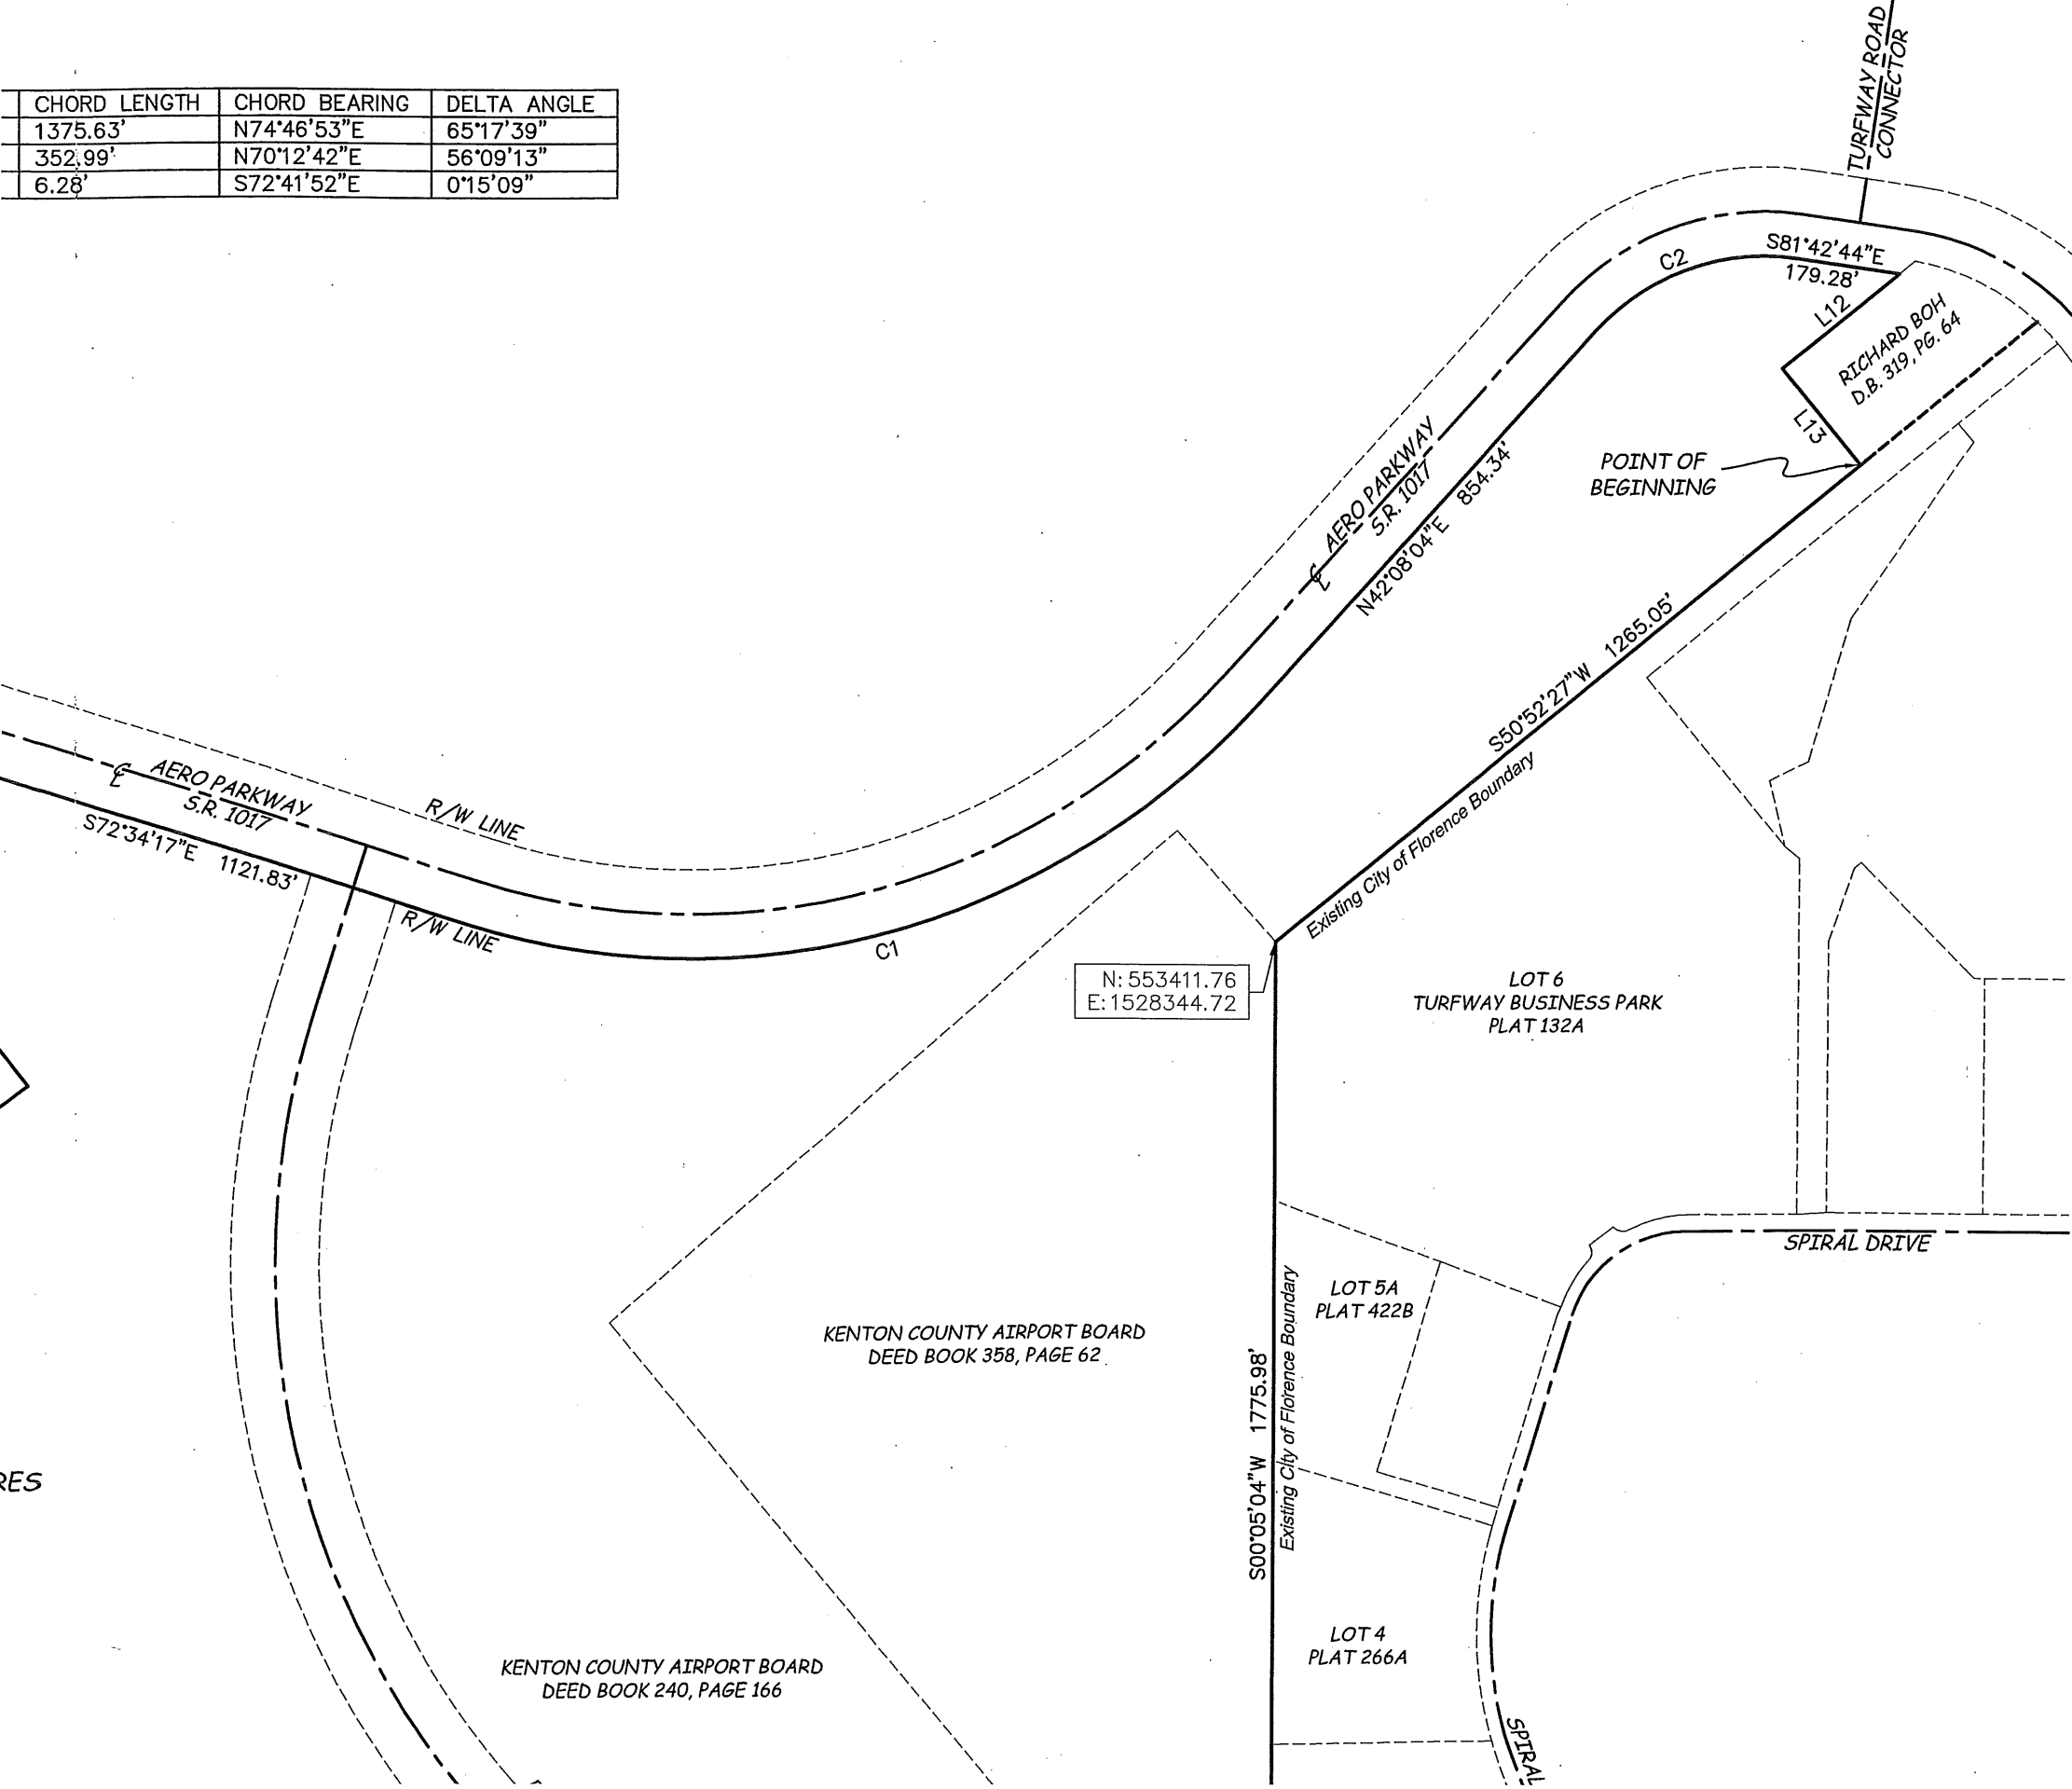 CHORD LENGTH CHORD BEARING DELTA ANGLE
1375.63' N74°46'53"E 65°17'39"
352.99' N70°12'42"E 56°09'13"
6.28' S72°41'52"E 0°15'09"
TURFWAY ROAD
CONNECTOR
S81°42'44"E
179.28'
C2
L12
RICHARD BOH
D.B. 319, PG. 64
L13
POINT OF
BEGINNING
AERO PARKWAY
S.R. 1017
N42°08'04"E 854.34'
S50°52'27"W 1265.05'
Existing City of Florence Boundary
AERO PARKWAY
S.R. 1017
R/W LINE
S72°34'17"E 1121.83'
R/W LINE
C1
N: 553411.76
E: 1528344.72
LOT 6
TURFWAY BUSINESS PARK
PLAT 132A
SPIRAL DRIVE
LOT 5A
PLAT 422B
KENTON COUNTY AIRPORT BOARD
DEED BOOK 358, PAGE 62
S00°05'04"W 1775.98'
Existing City of Florence Boundary
RES
LOT 4
PLAT 266A
KENTON COUNTY AIRPORT BOARD
DEED BOOK 240, PAGE 166
SPIRAL